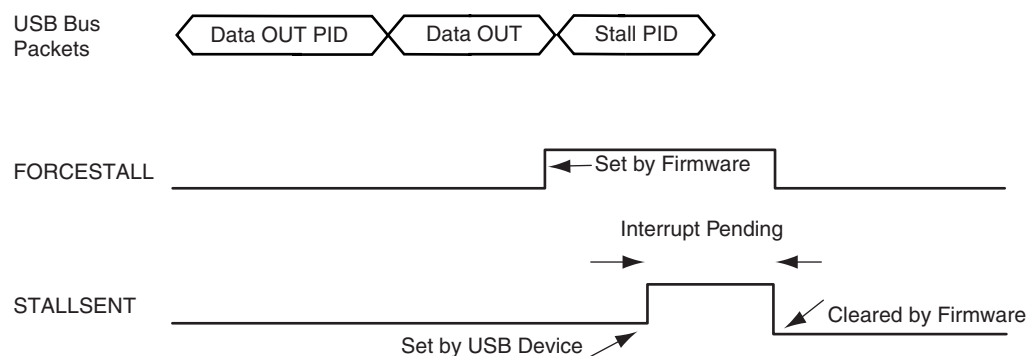 USB Bus
Packets
Data OUT PID
Data OUT
Stall PID
FORCESTALL
Set by Firmware
Interrupt Pending
STALLSENT
Cleared by Firmware
Set by USB Device